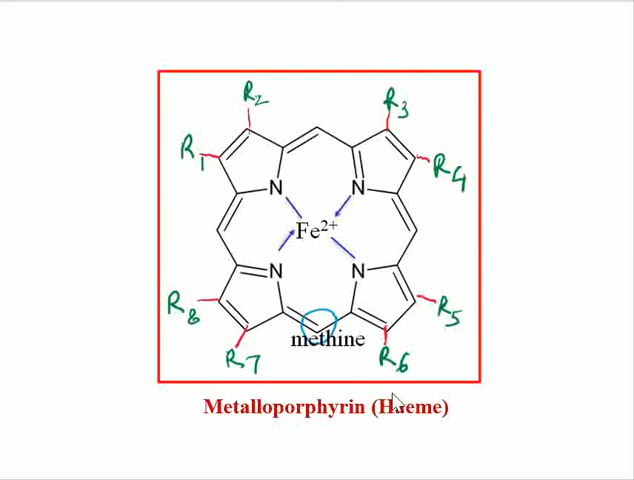 R2
R3
R1
R4
N
N
Fe2+
N
N
R8
R5
methine
R7
R6
Metalloporphyrin (Haeme)